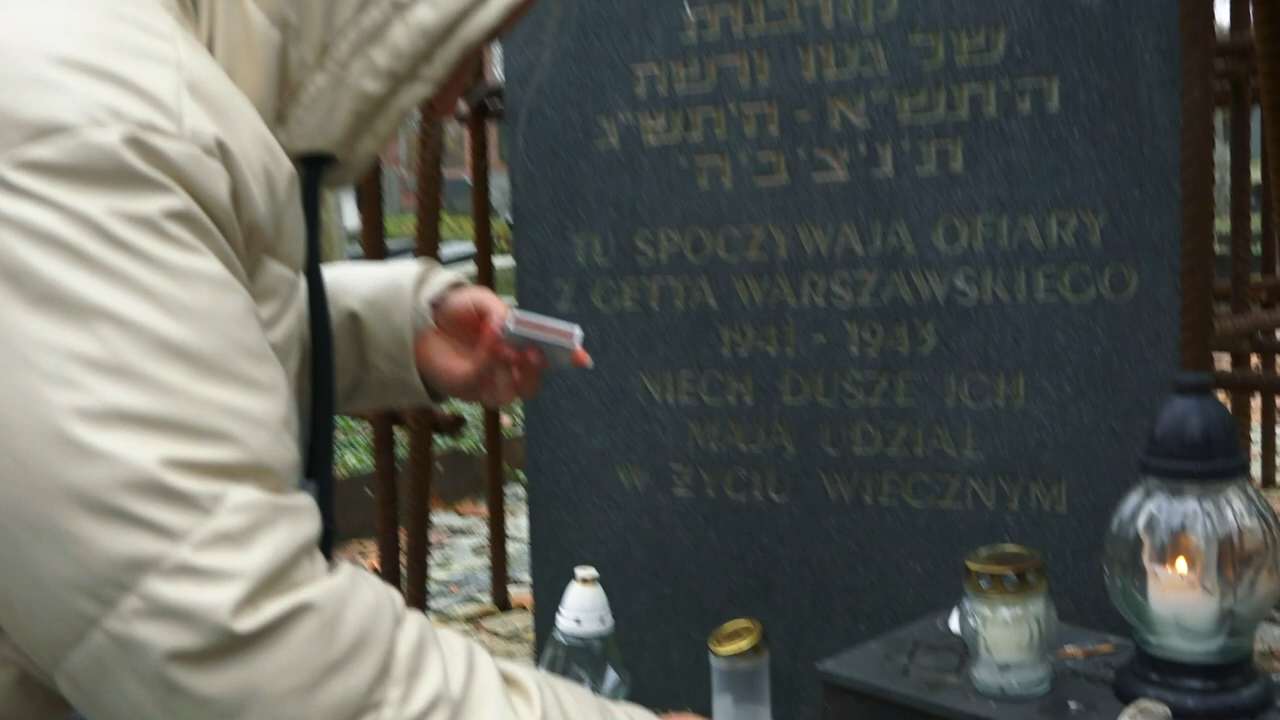 קורבנות
של גטו ורשה
ה'תש"א - ה'תש"ג
ת'נ'צ'ב'ה'
TU SPOCZYWAJĄ OFIARY
Z GETTA WARSZAWSKIEGO
1941 - 1943
NIECH DUSZE ICH
MAJĄ UDZIAŁ
W ŻYCIU WIECZNYM